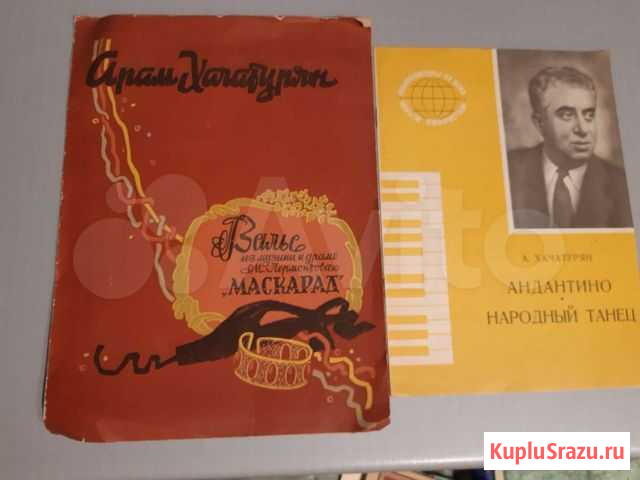 Арам Хачатурян
Вальс
из музыки к драме
М. Лермонтова
„МАСКАРАД"
А. ХАЧАТУРЯН
АНДАНТИНО
НАРОДНЫЙ ТАНЕЦ
Avito
KupluSrazu.ru